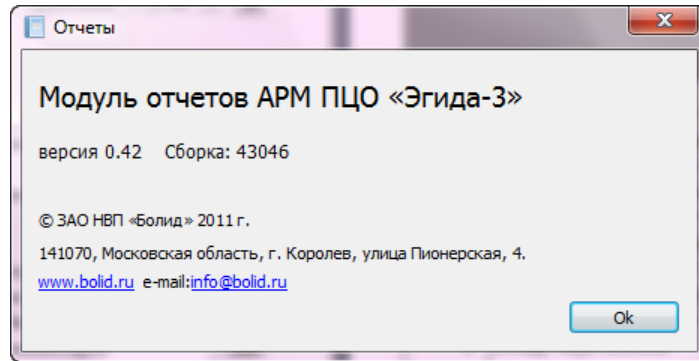 Отчеты
Модуль отчетов АРМ ПЦО «Эгида-3»
версия 0.42 Сборка: 43046
© ЗАО НВП «Болид» 2011 г.
141070, Московская область, г. Королев, улица Пионерская, 4.
www.bolid.ru e-mail:info@bolid.ru
Ok